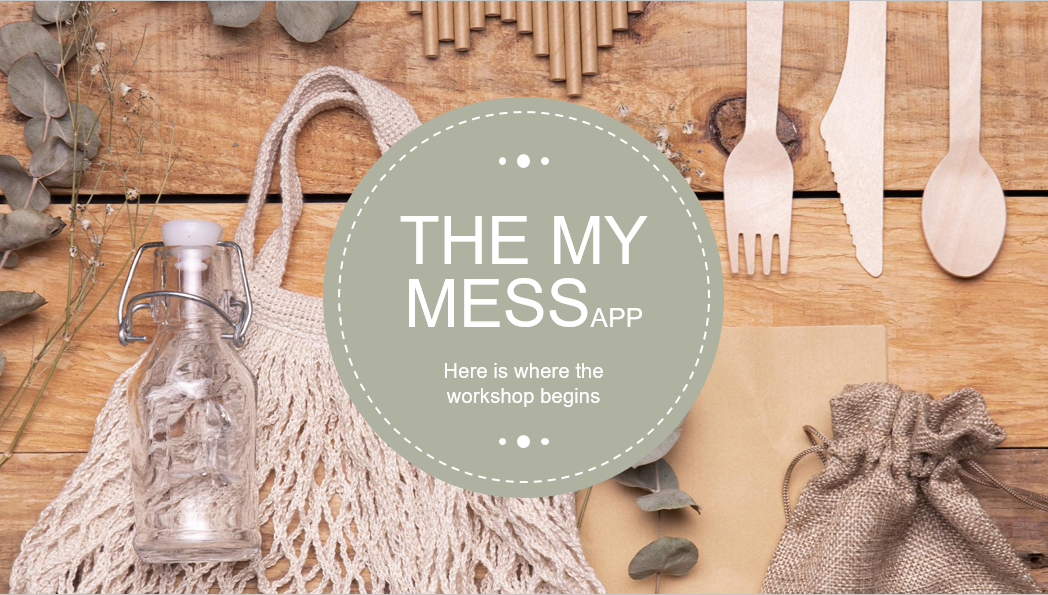 THE MY
MESSAPP
Here is where the
workshop begins